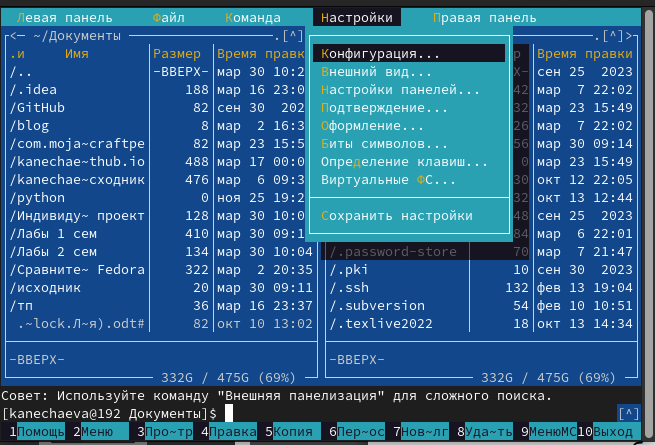 Левая панель Файл Команда Настройки Правая панель
<— ~/Документы .[^] .[^]>
.и Имя Размер Время правк Время правки
/.. -ВВЕРХ- мар 30 10:2 Конфигурация... X- сен 25 2023
/.idea 188 мар 16 23:0 Внешний вид... мар 7 22:02
/GitHub 82 сен 30 202 Настройки панелей... 42 мар 23 15:49
/blog 8 мар 2 16:3 Подтверждение... 32 мар 7 22:02
/com.moja~craftpe 82 мар 23 15:5 Оформление... 26 мар 30 09:14
/kanechae~thub.io 488 мар 17 00:0 Биты символов... 56 мар 23 15:49
/kanechae~сходник 476 мар 6 09:3 Определение клавиш... 0 окт 12 22:05
/python 0 ноя 25 19:2 Виртуальные ФС... 30 окт 13 12:44
/Индивиду~ проект 128 мар 30 10:0 Сохранить настройки 32 сен 25 2023
/Лабы 1 сем 410 мар 30 09:1 48 мар 6 22:01
/Лабы 2 сем 134 мар 30 10:04 84 мар 7 21:47
/.password-store 70
/Сравните~ Fedora 322 мар 2 20:35 /.pki 10 сен 30 2023
/исходник 20 мар 30 09:11 /.ssh 132 фев 13 19:04
/тп 36 мар 16 23:37 /.subversion 54 фев 10 10:51
.~lock.Л~я).odt# 82 окт 10 13:02 /.texlive2022 18 окт 13 14:34
-ВВЕРХ- -ВВЕРХ-
332G / 475G (69%) 332G / 475G (69%)
Совет: Используйте команду "Внешняя панелизация" для сложного поиска.
[kanechaeva@192 Документы]$ [^]
1Помощь 2Меню 3Про~тр 4Правка 5Копия 6Пер~ос 7Нов~лг 8Уда~ть 9МенюMC 10Выход